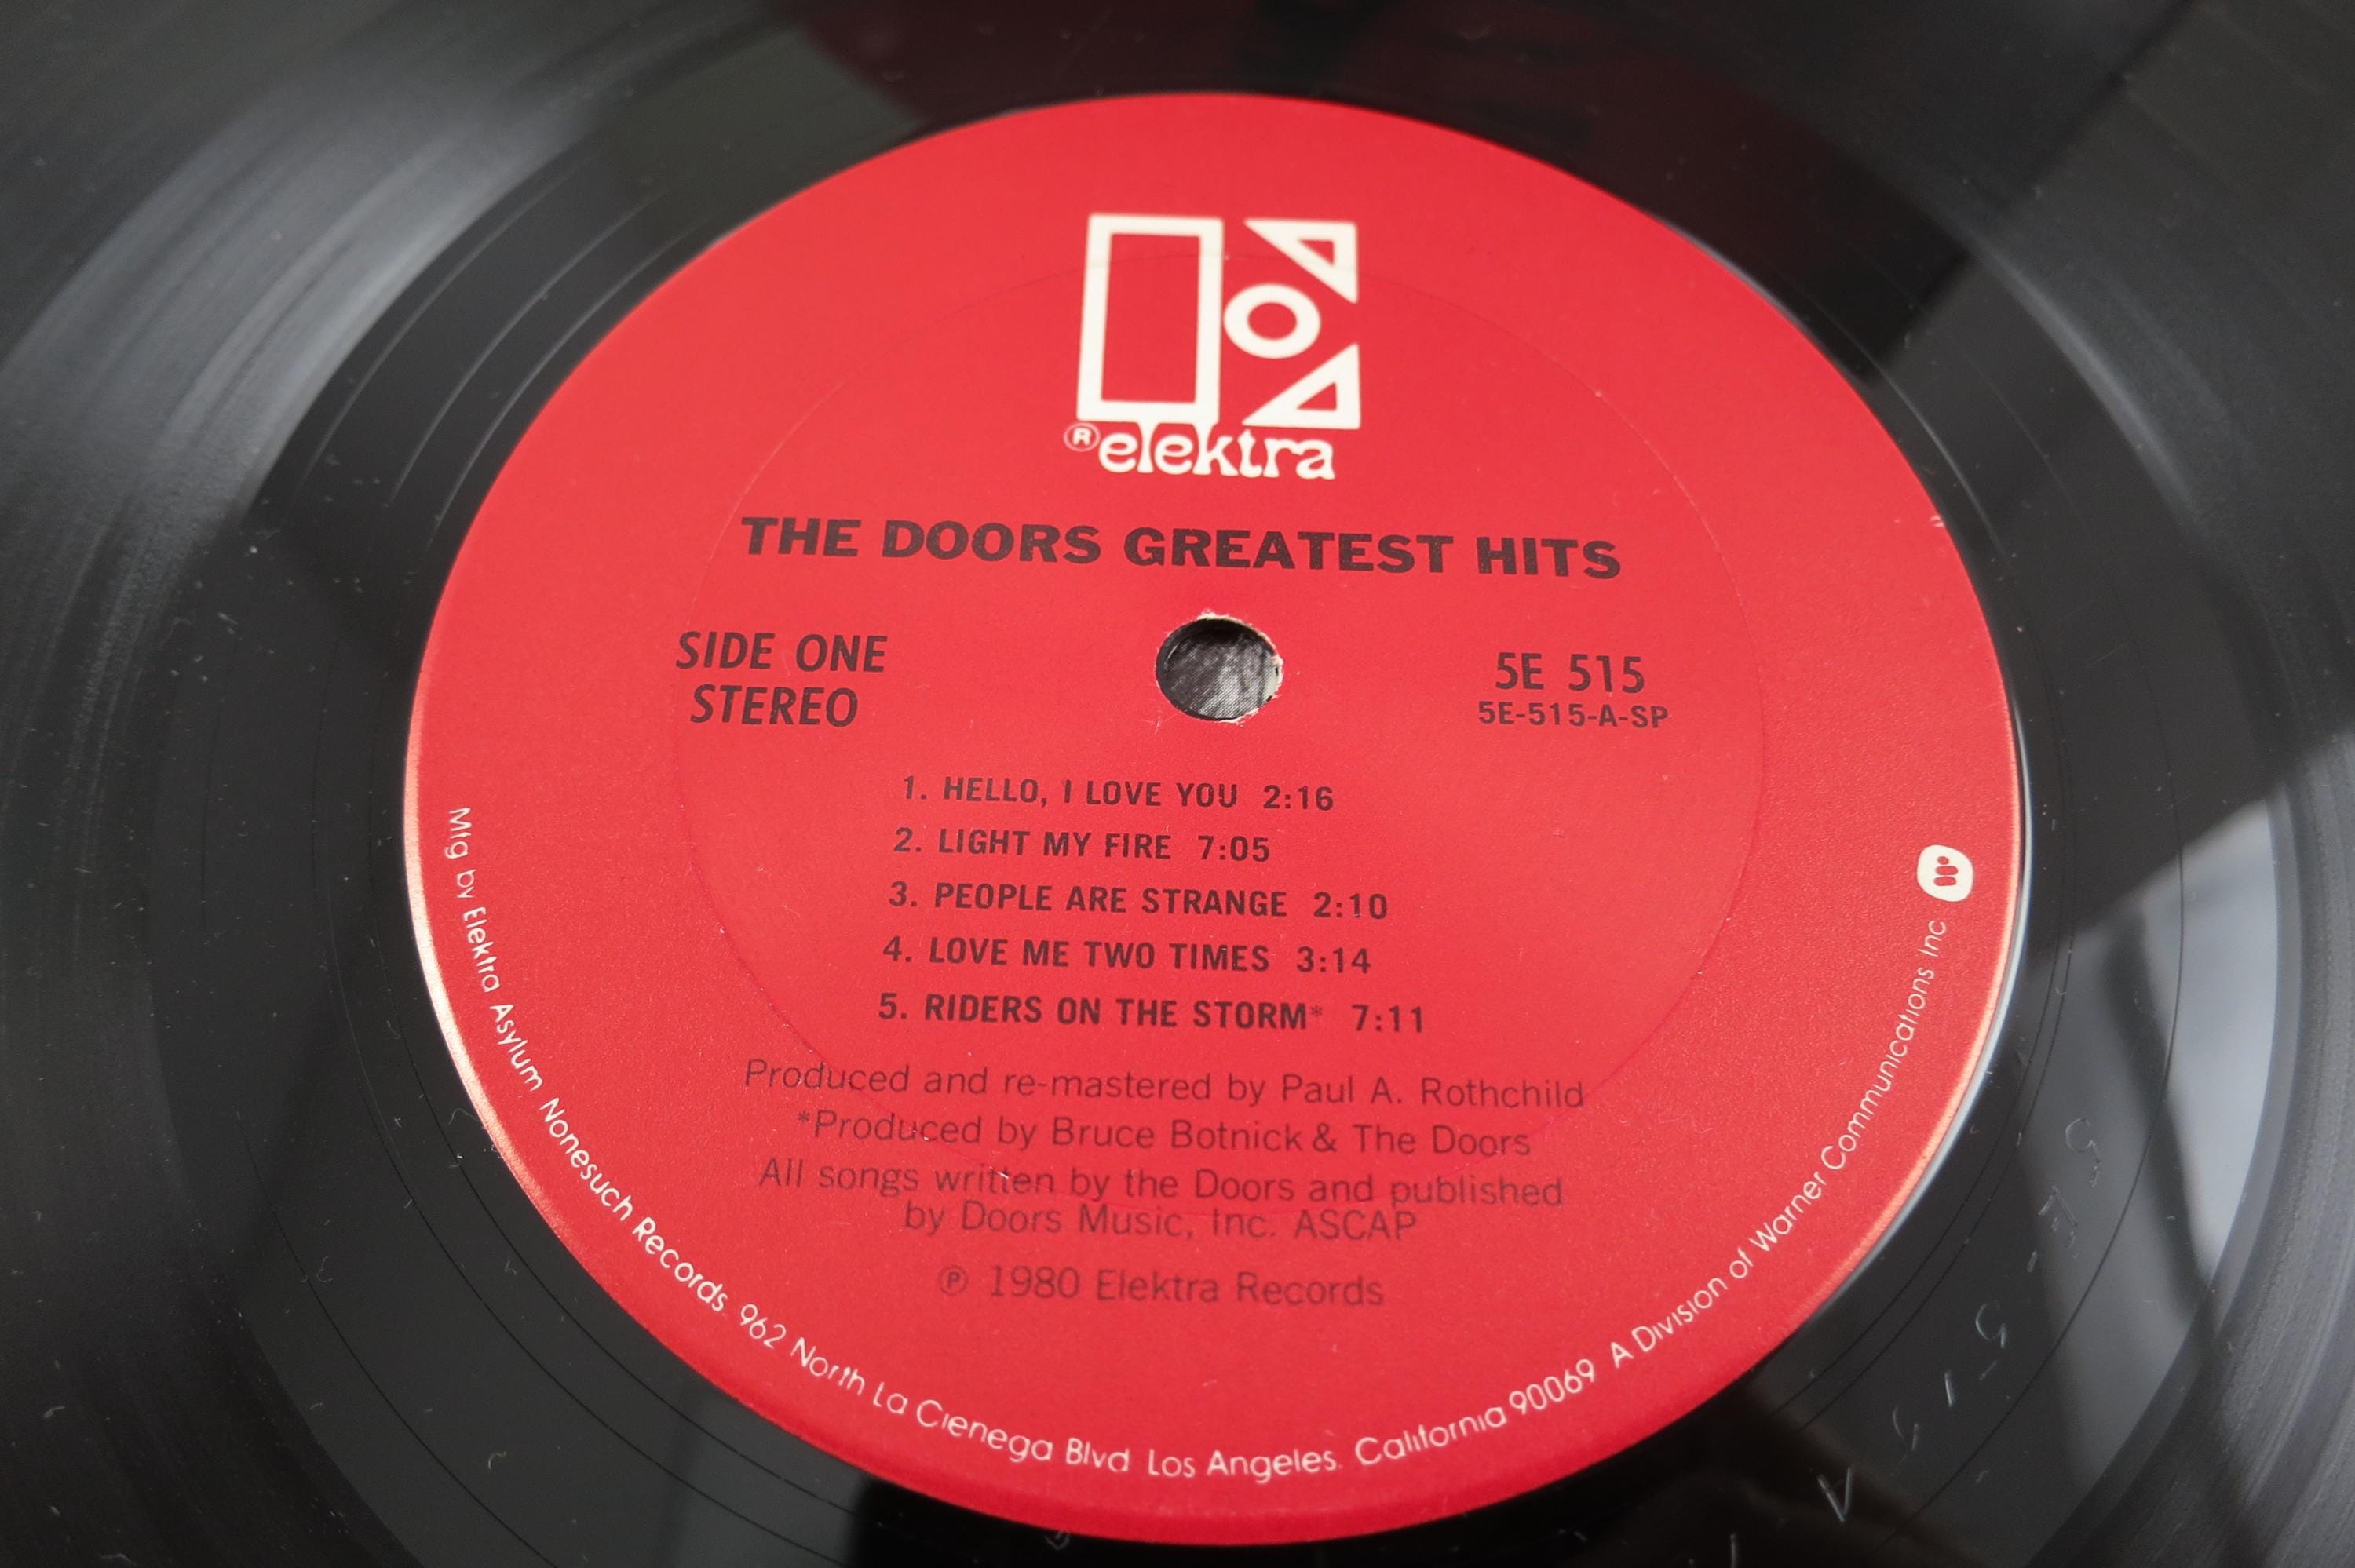 ® elektra
THE DOORS GREATEST HITS
SIDE ONE
STEREO
5E 515
5E-515-A-SP
1. HELLO, I LOVE YOU 2:16
2. LIGHT MY FIRE 7:05
3. PEOPLE ARE STRANGE 2:10
4. LOVE ME TWO TIMES 3:14
5. RIDERS ON THE STORM* 7:11
Produced and re-mastered by Paul A. Rothchild
*Produced by Bruce Botnick & The Doors
All songs written by the Doors and published
by Doors Music, Inc. ASCAP
℗ 1980 Elektra Records
Mfg by Elektra Asylum Nonesuch Records. 962 North La Cienega Blvd Los Angeles. California 90069 A Division of Warner Communications Inc